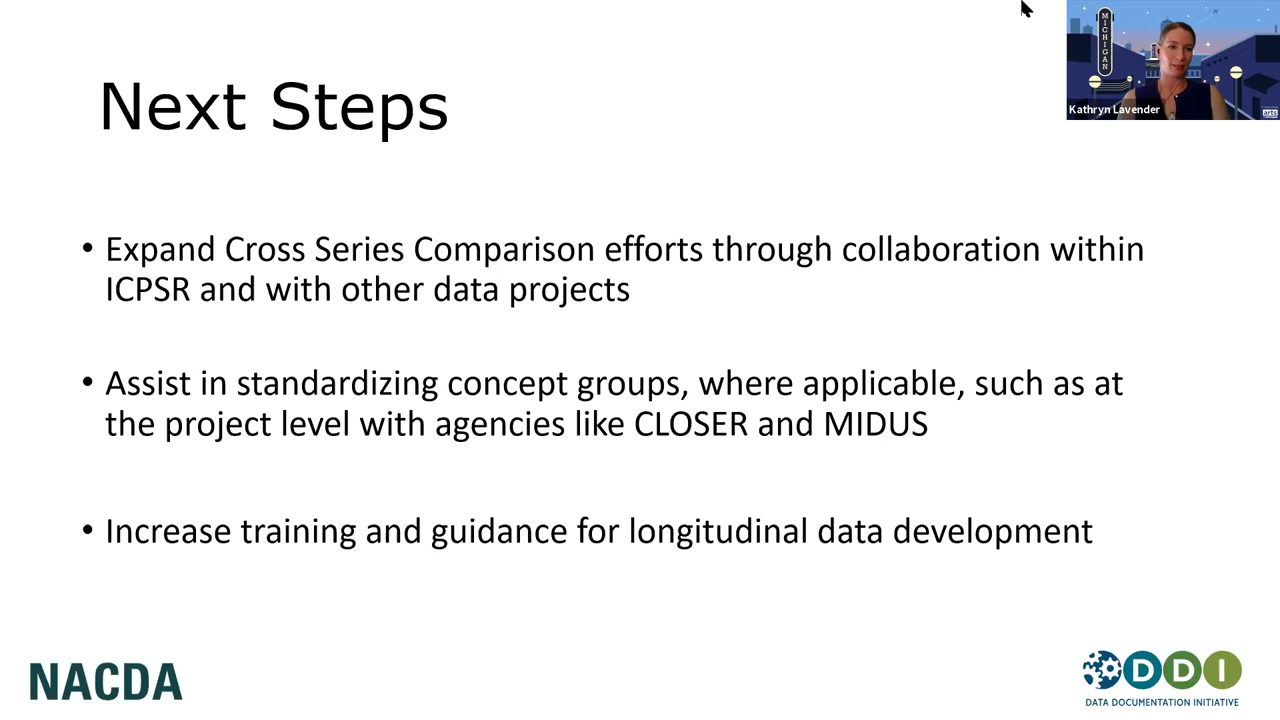 MICHIGAN
Kathryn Lavender
arts
Next Steps
• Expand Cross Series Comparison efforts through collaboration within
ICPSR and with other data projects
• Assist in standardizing concept groups, where applicable, such as at
the project level with agencies like CLOSER and MIDUS
• Increase training and guidance for longitudinal data development
NACDA
DDI
DATA DOCUMENTATION INITIATIVE